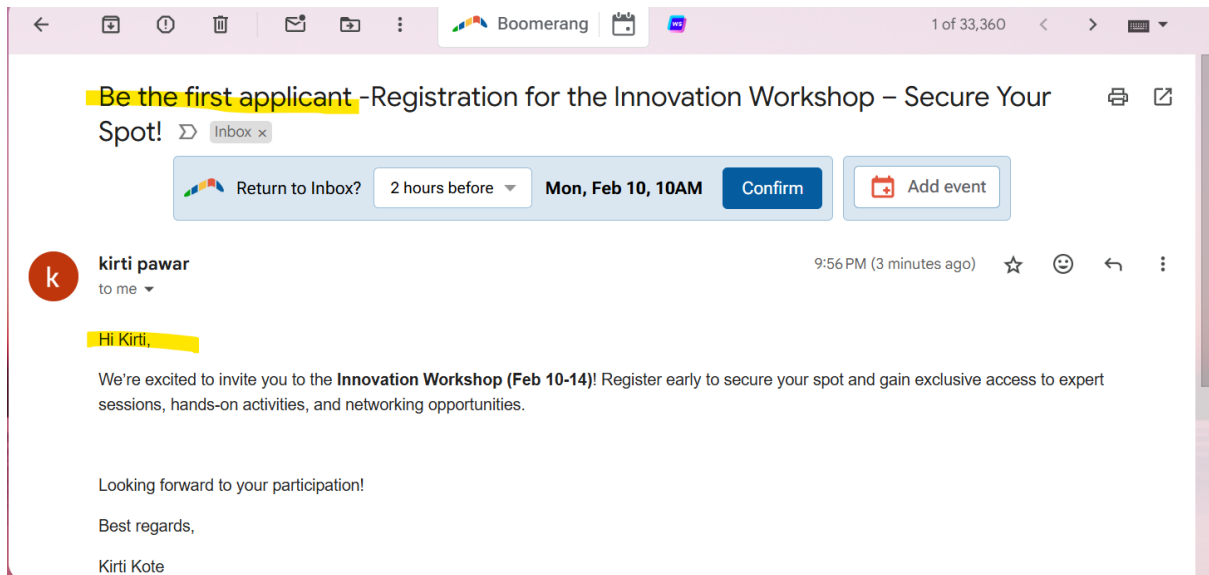 Boomerang
WS
1 of 33,360
Be the first applicant -Registration for the Innovation Workshop – Secure Your
Spot!
Inbox ×
Return to Inbox?
2 hours before
Mon, Feb 10, 10AM
Confirm
Add event
k
kirti pawar
9:56 PM (3 minutes ago)
to me
Hi Kirti,
We're excited to invite you to the Innovation Workshop (Feb 10-14)! Register early to secure your spot and gain exclusive access to expert
sessions, hands-on activities, and networking opportunities.
Looking forward to your participation!
Best regards,
Kirti Kote